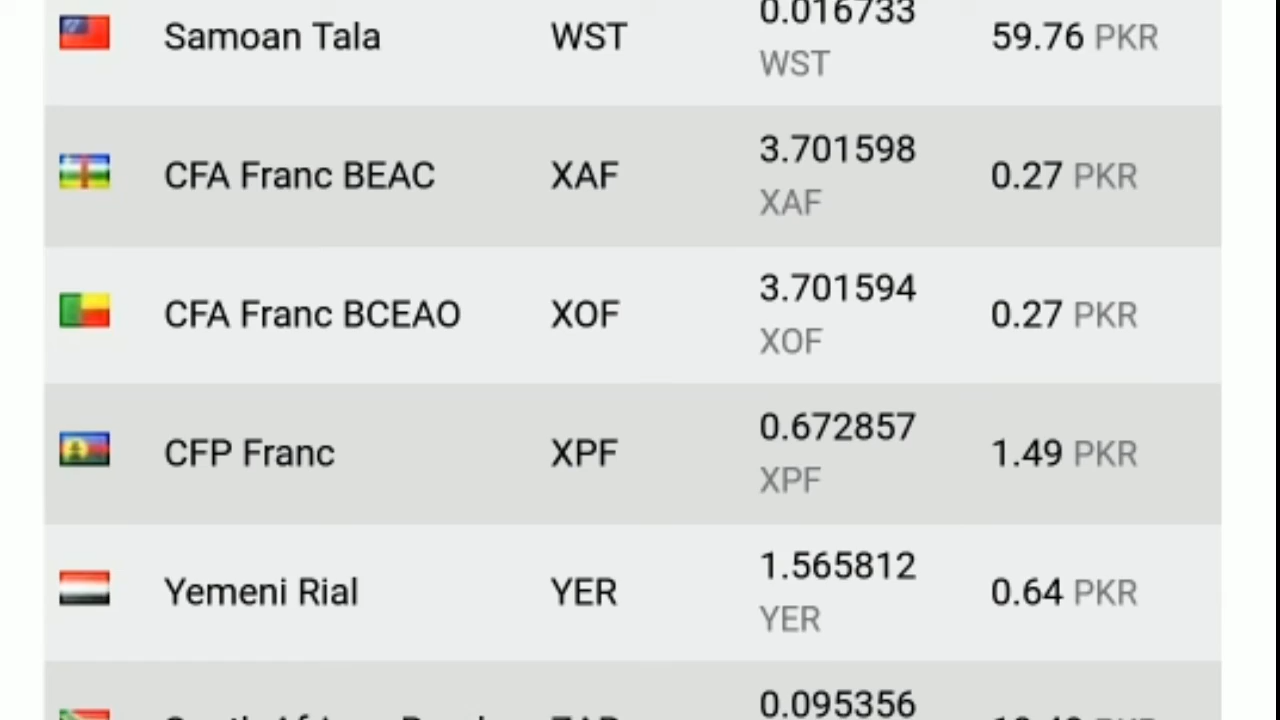 Samoan Tala WST 0.016733 WST 59.76 PKR
CFA Franc BEAC XAF 3.701598 XAF 0.27 PKR
CFA Franc BCEAO XOF 3.701594 XOF 0.27 PKR
CFP Franc XPF 0.672857 XPF 1.49 PKR
Yemeni Rial YER 1.565812 YER 0.64 PKR
0.095356